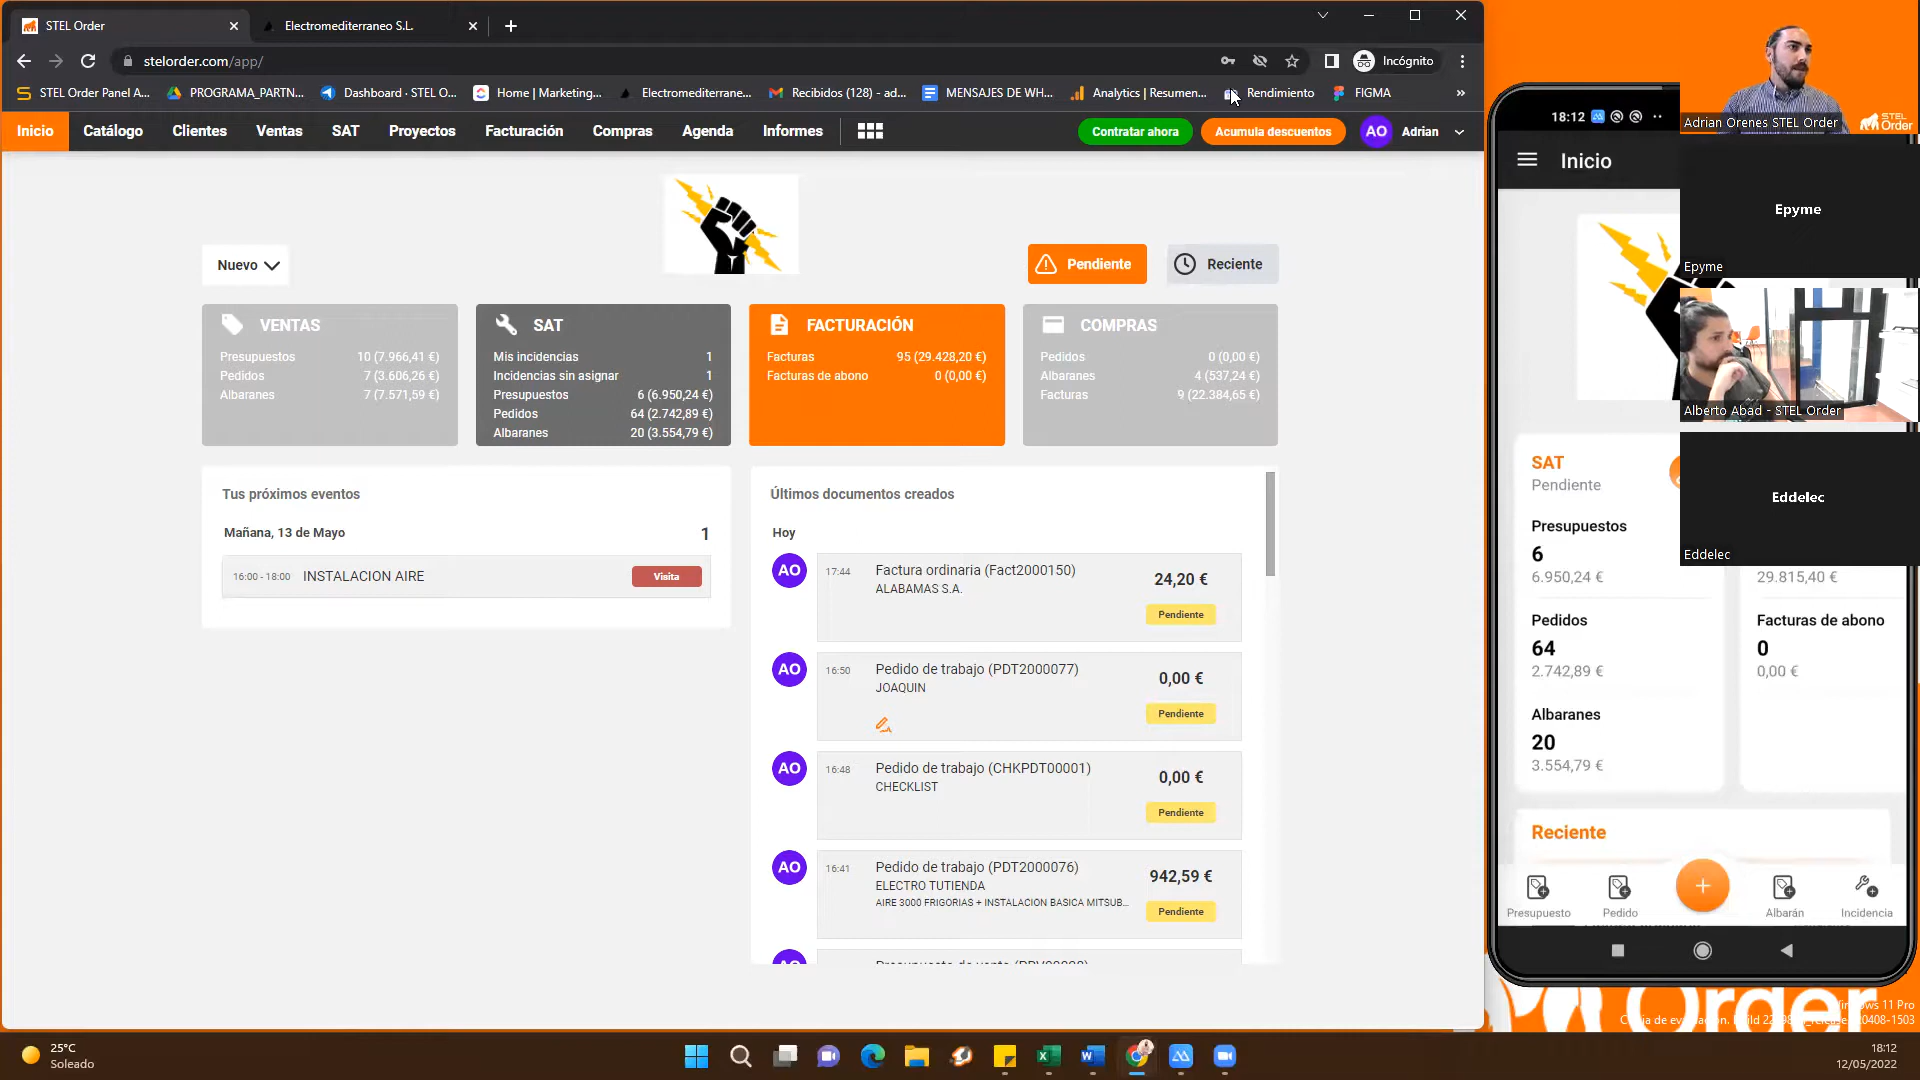 STEL Order
Electromediterraneo S.L.
stelorder.com/app/
Incógnito
STEL Order Panel A...
PROGRAMA_PARTN...
Dashboard · STEL O...
Home | Marketing...
Electromediterrane...
Recibidos (128) - ad...
MENSAJES DE WH...
Analytics | Resumen...
Rendimiento
FIGMA
»
Inicio
Catálogo
Clientes
Ventas
SAT
Proyectos
Facturación
Compras
Agenda
Informes
Contratar ahora
Acumula descuentos
AO
Adrian
Nuevo
Pendiente
Reciente
VENTAS
Presupuestos 10 (7.966,41 €)
Pedidos 7 (3.606,26 €)
Albaranes 7 (7.571,59 €)
SAT
Mis incidencias 1
Incidencias sin asignar 1
Presupuestos 6 (6.950,24 €)
Pedidos 64 (2.742,89 €)
Albaranes 20 (3.554,79 €)
FACTURACIÓN
Facturas 95 (29.428,20 €)
Facturas de abono 0 (0,00 €)
COMPRAS
Pedidos 0 (0,00 €)
Albaranes 4 (537,24 €)
Facturas 9 (22.384,65 €)
Tus próximos eventos
Mañana, 13 de Mayo 1
16:00 - 18:00 INSTALACION AIRE Visita
Últimos documentos creados
Hoy
AO 17:44 Factura ordinaria (Fact2000150) 24,20 €
ALABAMAS S.A.
Pendiente
AO 16:50 Pedido de trabajo (PDT2000077) 0,00 €
JOAQUIN
Pendiente
AO 16:48 Pedido de trabajo (CHKPDT00001) 0,00 €
CHECKLIST
Pendiente
AO 16:41 Pedido de trabajo (PDT2000076) 942,59 €
ELECTRO TUTIENDA
AIRE 3000 FRIGORIAS + INSTALACION BASICA MITSUB...
Pendiente
AO
18:12
Inicio
SAT
Pendiente
Presupuestos
6
6.950,24 €
29.815,40 €
Pedidos
64
2.742,89 €
Facturas de abono
0
0,00 €
Albaranes
20
3.554,79 €
Reciente
Presupuesto
Pedido
Albarán
Incidencia
Adrian Orenes STEL Order
STEL
Order
Epyme
Epyme
Alberto Abad - STEL Order
Eddelec
Eddelec
Order
11 Pro
25°C
Soleado
18:12
12/05/2022